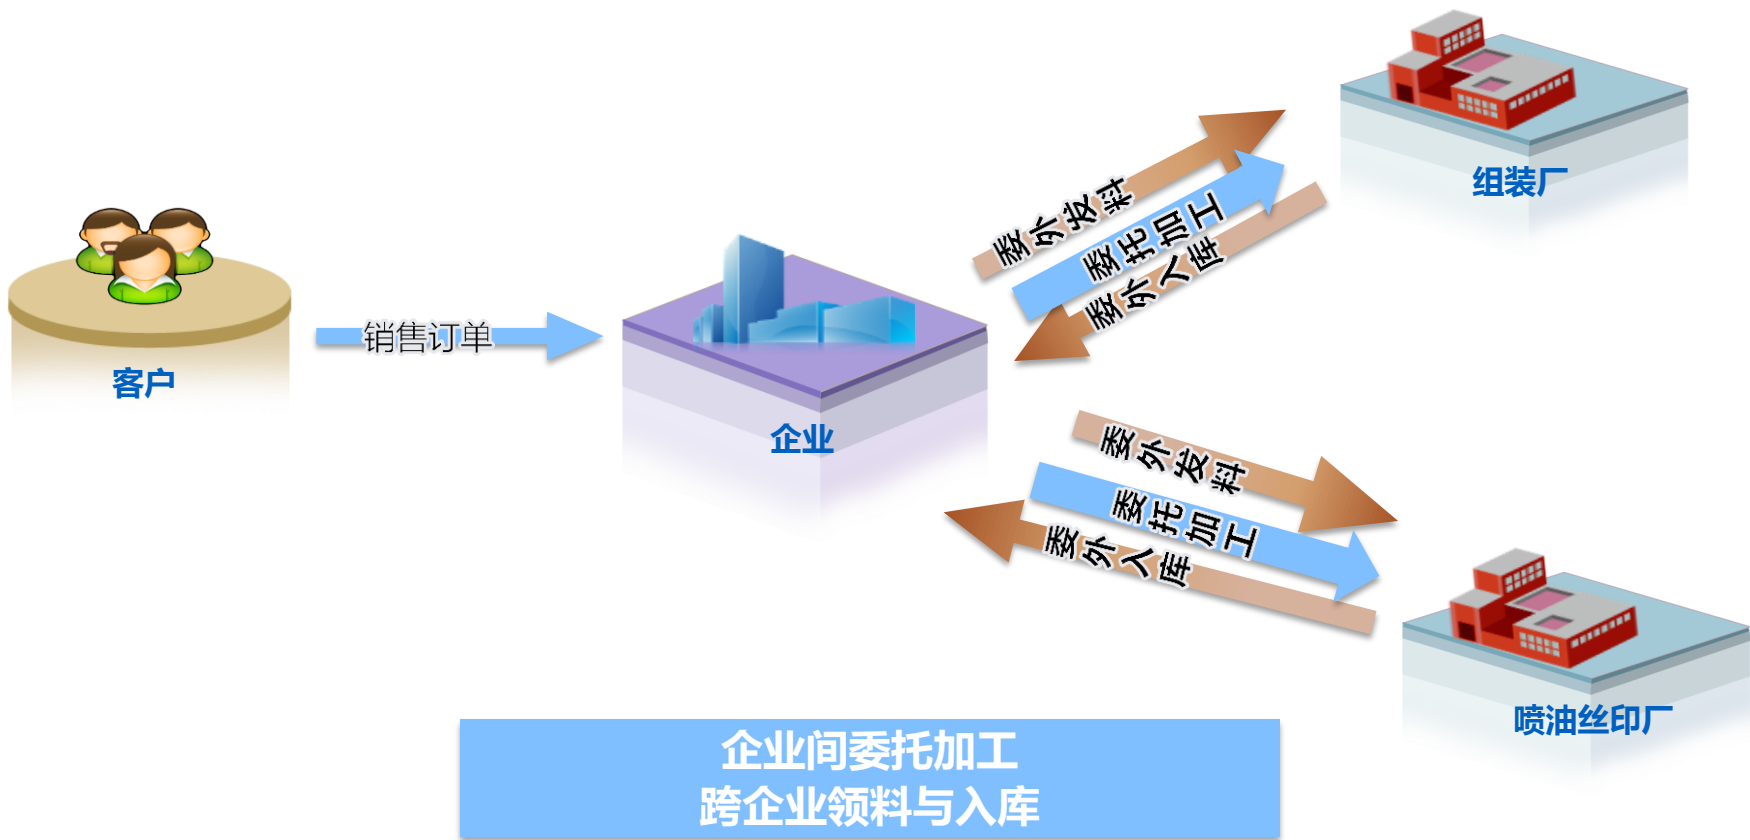 组装厂
委外发料
委托加工
委外入库
客户
销售订单
企业
委外发料
委托加工
委外入库
喷油丝印厂
企业间委托加工
跨企业领料与入库